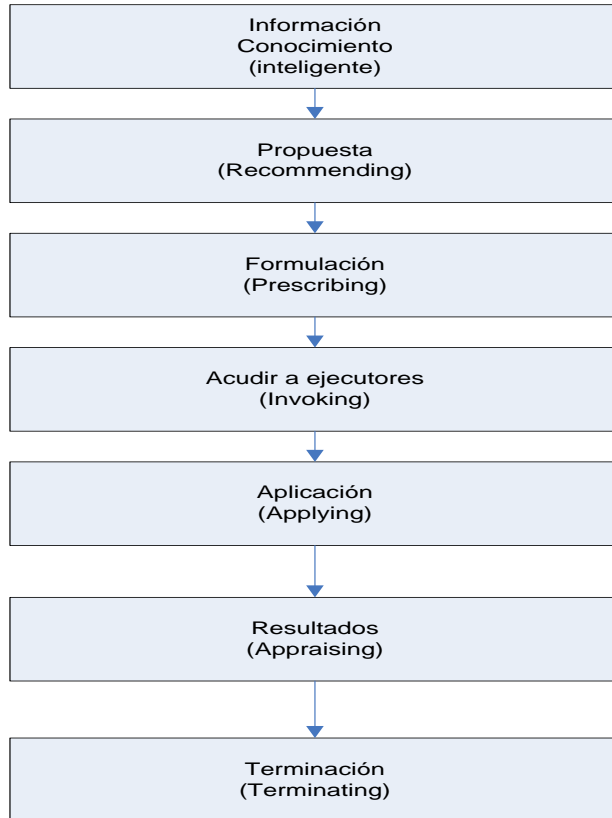 Información
Conocimiento
(inteligente)
Propuesta
(Recommending)
Formulación
(Prescribing)
Acudir a ejecutores
(Invoking)
Aplicación
(Applying)
Resultados
(Appraising)
Terminación
(Terminating)